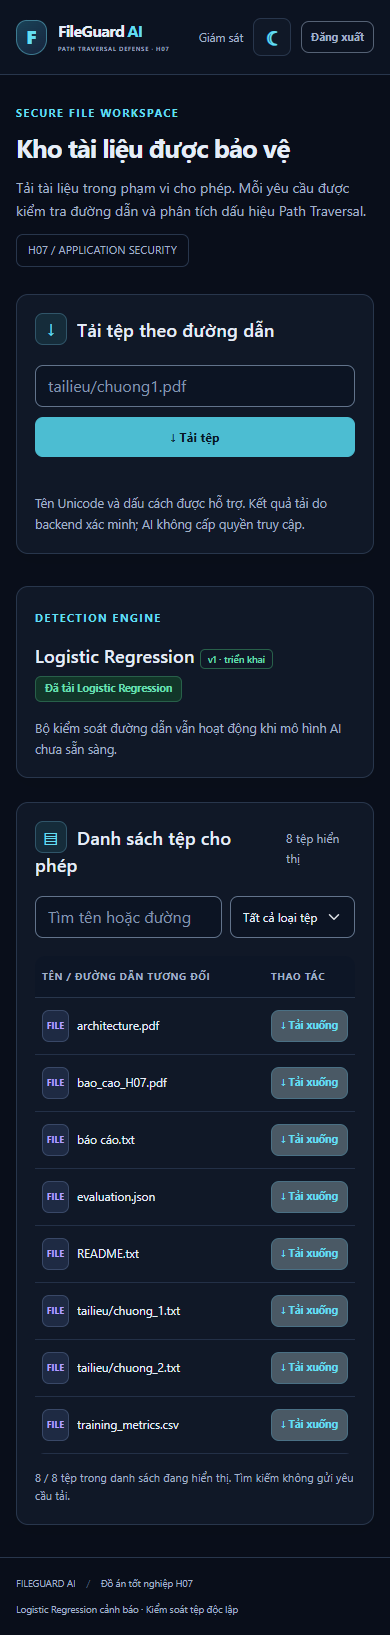 F
FileGuard AI
PATH TRAVERSAL DEFENSE · H07
Giám sát
Đăng xuất
SECURE FILE WORKSPACE
Kho tài liệu được bảo vệ
Tải tài liệu trong phạm vi cho phép. Mỗi yêu cầu được
kiểm tra đường dẫn và phân tích dấu hiệu Path Traversal.
H07 / APPLICATION SECURITY
↓ Tải tệp theo đường dẫn
tailieu/chuong1.pdf
↓ Tải tệp
Tên Unicode và dấu cách được hỗ trợ. Kết quả tải do
backend xác minh; AI không cấp quyền truy cập.
DETECTION ENGINE
Logistic Regression v1 · triển khai
Đã tải Logistic Regression
Bộ kiểm soát đường dẫn vẫn hoạt động khi mô hình AI
chưa sẵn sàng.
Danh sách tệp cho
phép
8 tệp hiển
thị
Tìm tên hoặc đường
Tất cả loại tệp
TÊN / ĐƯỜNG DẪN TƯƠNG ĐỐI THAO TÁC
FILE architecture.pdf ↓ Tải xuống
FILE bao_cao_H07.pdf ↓ Tải xuống
FILE báo cáo.txt ↓ Tải xuống
FILE evaluation.json ↓ Tải xuống
FILE README.txt ↓ Tải xuống
FILE tailieu/chuong_1.txt ↓ Tải xuống
FILE tailieu/chuong_2.txt ↓ Tải xuống
FILE training_metrics.csv ↓ Tải xuống
8 / 8 tệp trong danh sách đang hiển thị. Tìm kiếm không gửi yêu
cầu tải.
FILEGUARD AI / Đồ án tốt nghiệp H07
Logistic Regression cảnh báo · Kiểm soát tệp độc lập